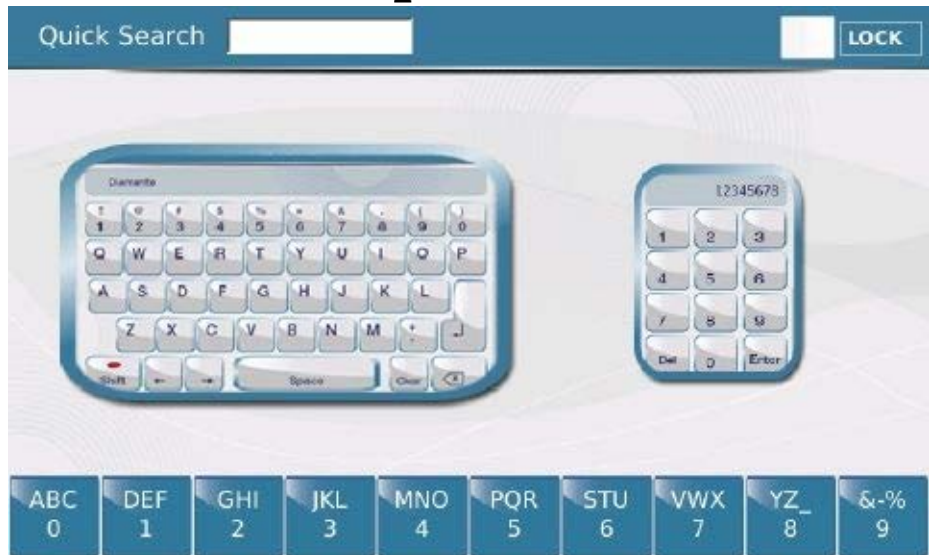 Quick Search LOCK
Diamante
! @ # $ % & . ( )
1 2 3 4 5 6 7 8 9 0
Q W E R T Y U I O P
A S D F G H J K L
Z X C V B N M
Shift ← → Space Clear
12345678
1 2 3
4 5 6
7 8 9
Del 0 Enter
ABC DEF GHI JKL MNO PQR STU VWX YZ_ &-%
0 1 2 3 4 5 6 7 8 9